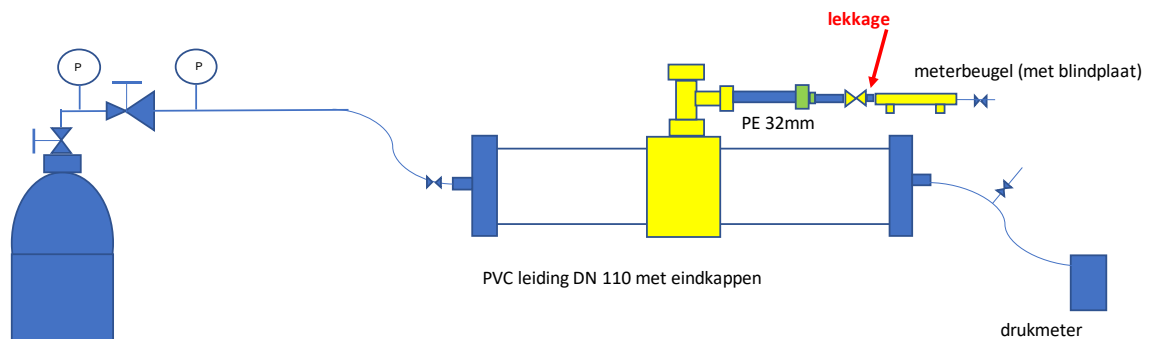 lekkage
P
P
meterbeugel (met blindplaat)
PE 32mm
PVC leiding DN 110 met eindkappen
drukmeter